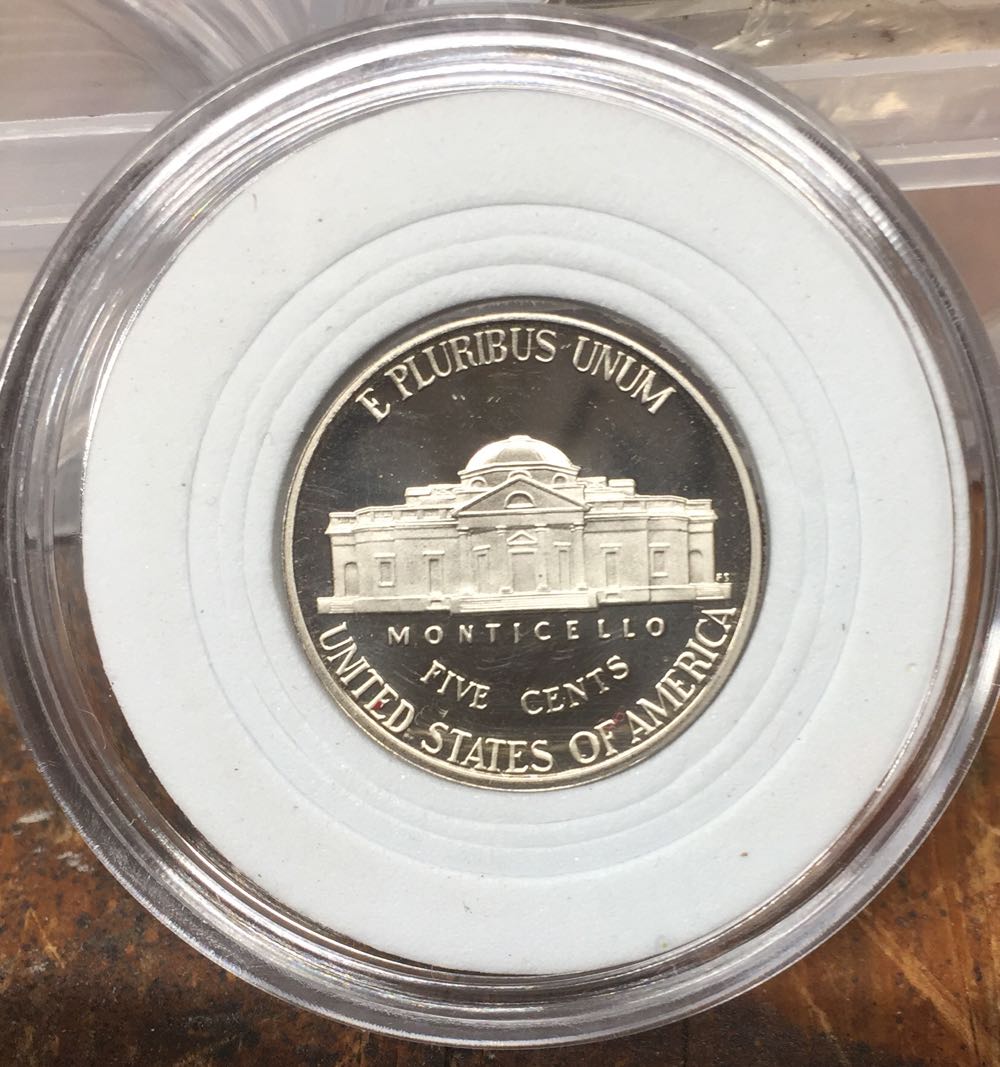 E PLURIBUS UNUM
FS
MONTICELLO
FIVE CENTS
UNITED STATES OF AMERICA